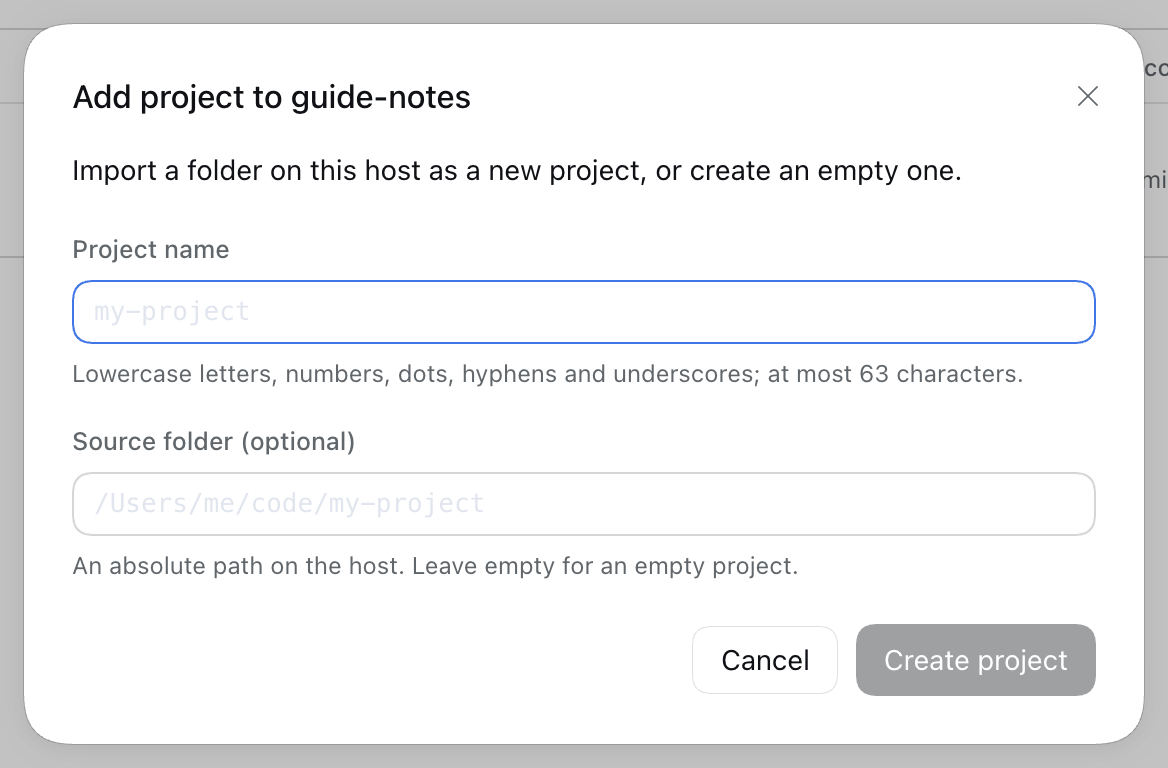 Add project to guide-notes
Import a folder on this host as a new project, or create an empty one.
Project name
my-project
Lowercase letters, numbers, dots, hyphens and underscores; at most 63 characters.
Source folder (optional)
/Users/me/code/my-project
An absolute path on the host. Leave empty for an empty project.
Cancel
Create project